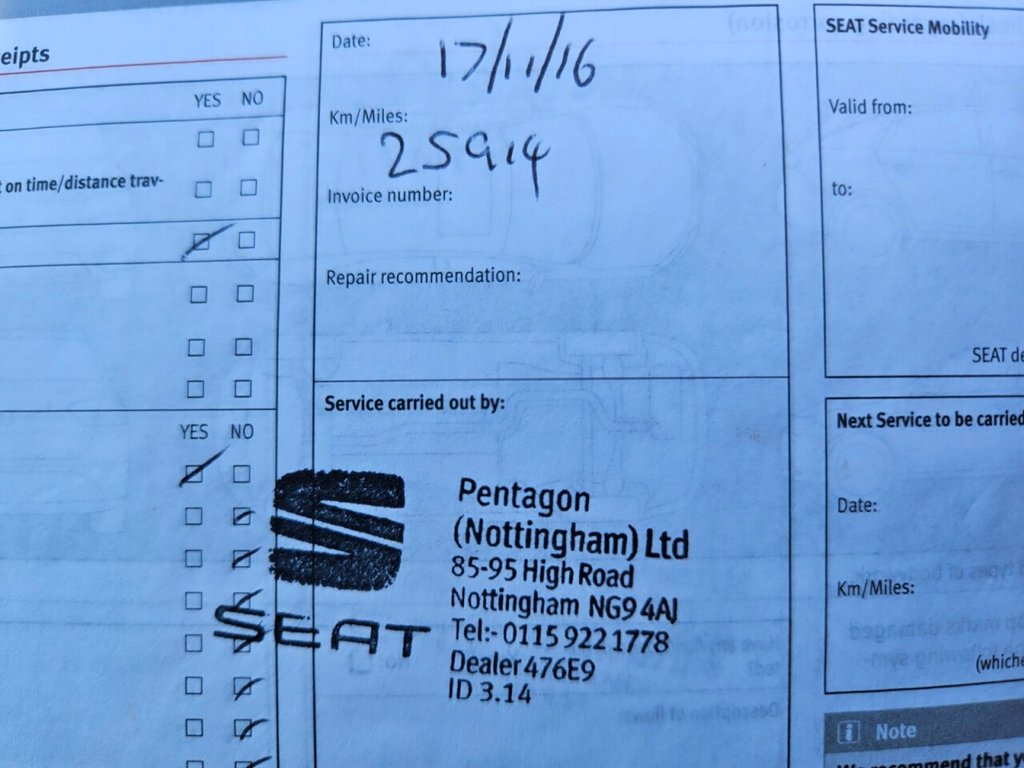 eipts
YES NO
on time/distance trav-
YES NO
Date:
17/11/16
Km/Miles:
25914
Invoice number:
Repair recommendation:
Service carried out by:
SEAT
Pentagon
(Nottingham) Ltd
85-95 High Road
Nottingham NG9 4AJ
Tel:- 0115 922 1778
Dealer 476E9
ID 3.14
SEAT Service Mobility
Valid from:
to:
SEAT de
Next Service to be carried
Date:
Km/Miles:
(whiche
i Note
We recommend that y